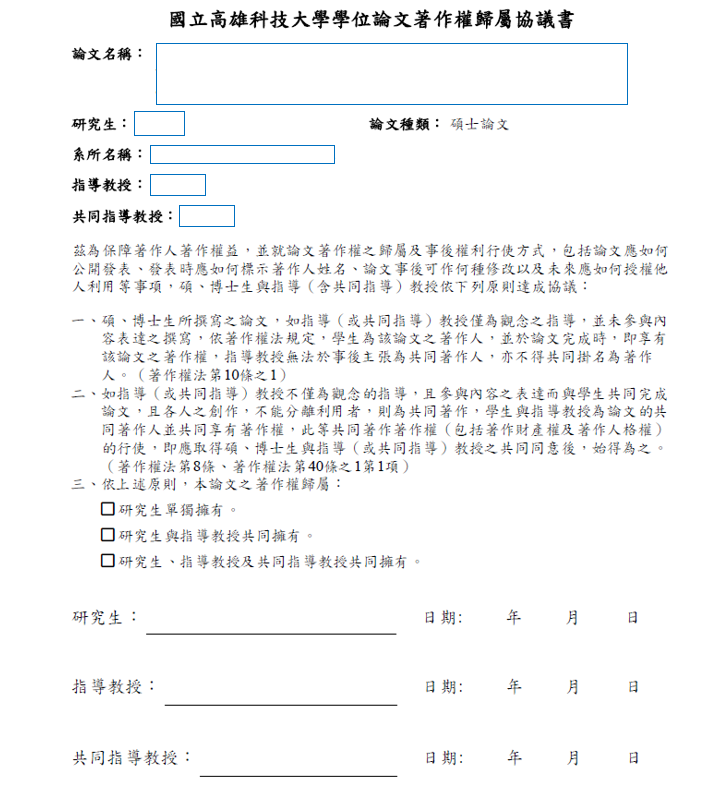 國立高雄科技大學學位論文著作權歸屬協議書
論文名稱：
研究生： 論文種類： 碩士論文
系所名稱：
指導教授：
共同指導教授：
茲為保障著作人著作權益，並就論文著作權之歸屬及事後權利行使方式，包括論文應如何
公開發表、發表時應如何標示著作人姓名、論文事後可作何種修改以及未來應如何授權他
人利用等事項，碩、博士生與指導（含共同指導）教授依下列原則達成協議：
一、碩、博士生所撰寫之論文，如指導（或共同指導）教授僅為觀念之指導，並未參與內
容表達之撰寫，依著作權法規定，學生為該論文之著作人，並於論文完成時，即享有
該論文之著作權，指導教授無法於事後主張為共同著作人，亦不得共同掛名為著作
人。（著作權法第10條之1）
二、如指導（或共同指導）教授不僅為觀念的指導，且參與內容之表達而與學生共同完成
論文，且各人之創作，不能分離利用者，則為共同著作，學生與指導教授為論文的共
同著作人並共同享有著作權，此等共同著作著作權（包括著作財產權及著作人格權）
的行使，即應取得碩、博士生與指導（或共同指導）教授之共同同意後，始得為之。
（著作權法第8條、著作權法第40條之1第1項）
三、依上述原則，本論文之著作權歸屬：
□研究生單獨擁有。
□研究生與指導教授共同擁有。
□研究生、指導教授及共同指導教授共同擁有。
研究生： 日期: 年 月 日
指導教授： 日期: 年 月 日
共同指導教授： 日期: 年 月 日